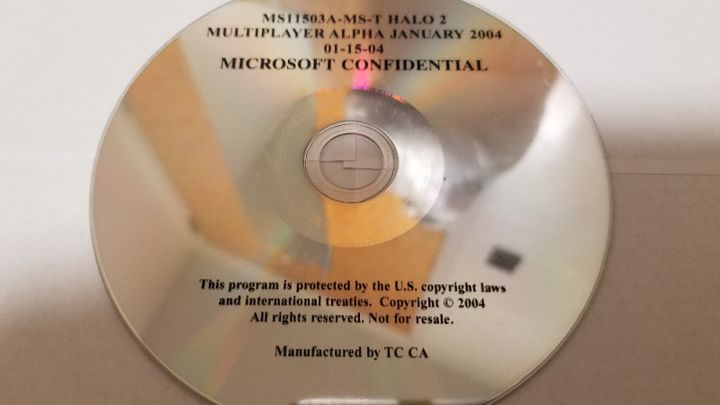 MS11503A-MS-T HALO 2
MULTIPLAYER ALPHA JANUARY 2004
01-15-04
MICROSOFT CONFIDENTIAL
This program is protected by the U.S. copyright laws
and international treaties. Copyright © 2004
All rights reserved. Not for resale.
Manufactured by TC CA